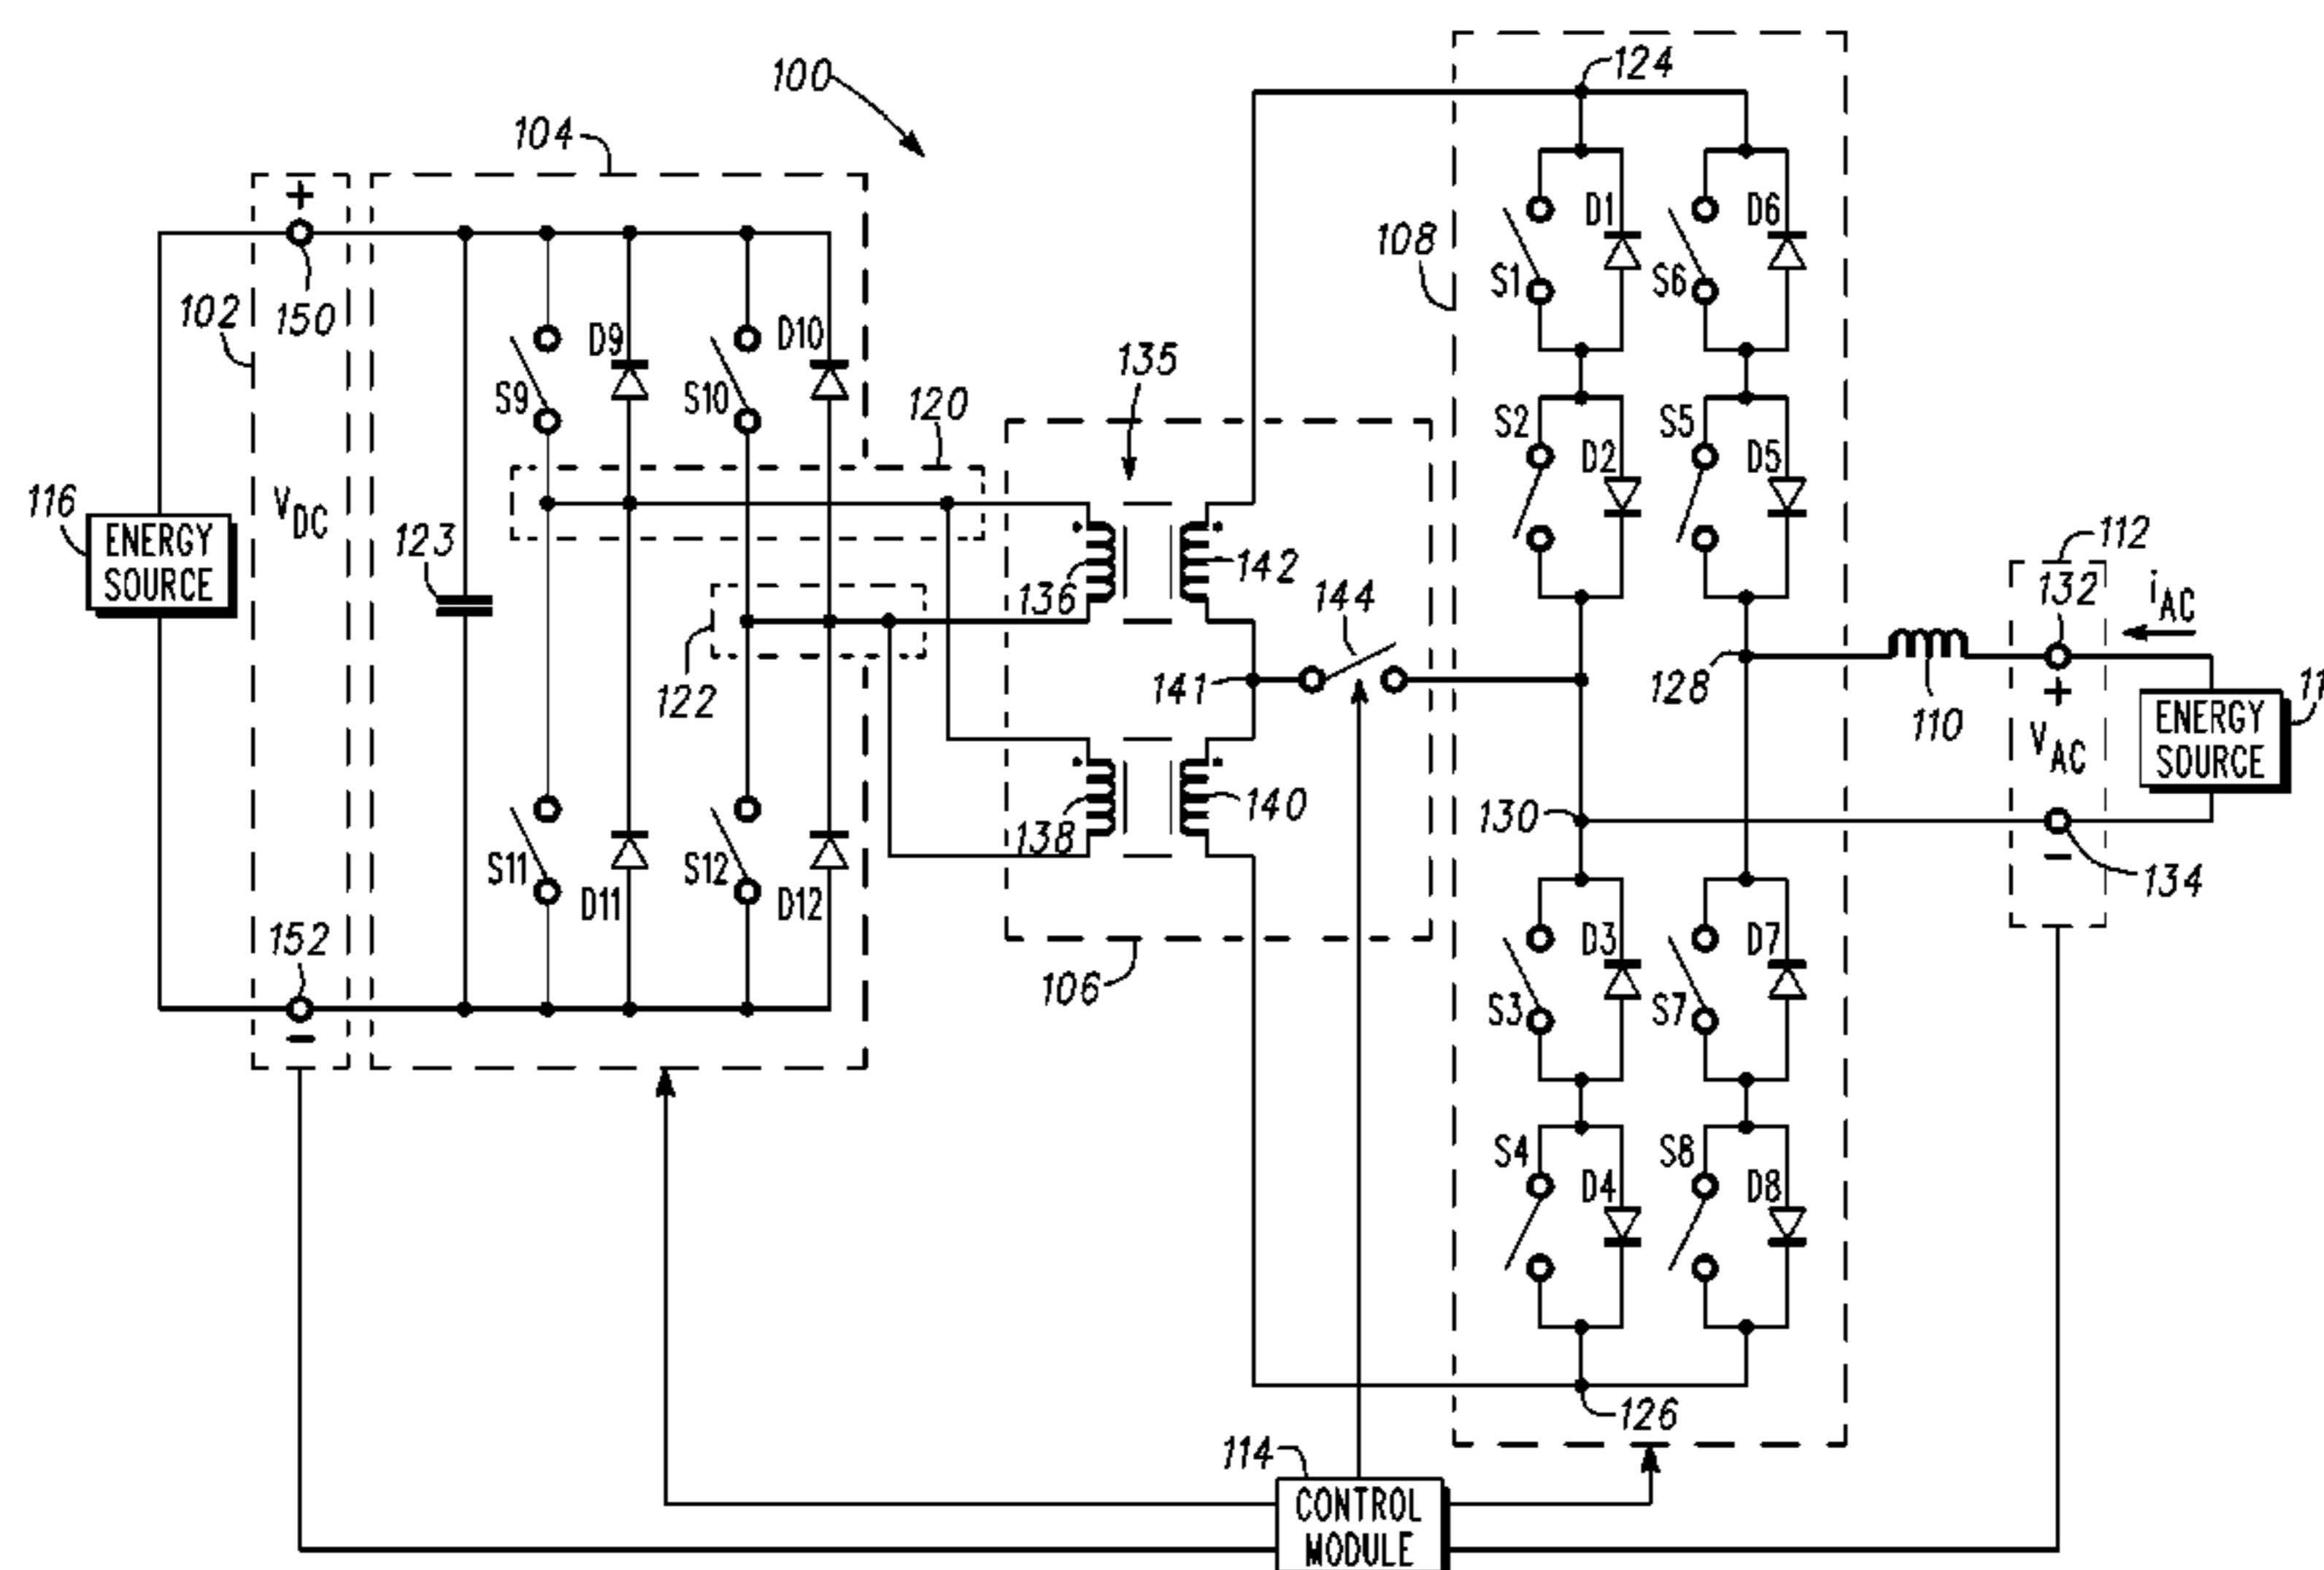 100
104
124
+
108
D1
D6
S1
S6
102
150
D9
D10
S9
S10
135
120
S2
D2
S5
D5
116
ENERGY
SOURCE
VDC
123
136
142
144
112
132
iAC
122
141
128
110
+
VAC
ENERGY
SOURCE
138
140
130
134
−
S11
D11
S12
D12
152
−
106
D3
D7
S3
S7
S4
D4
S8
D8
126
114
CONTROL
MODULE